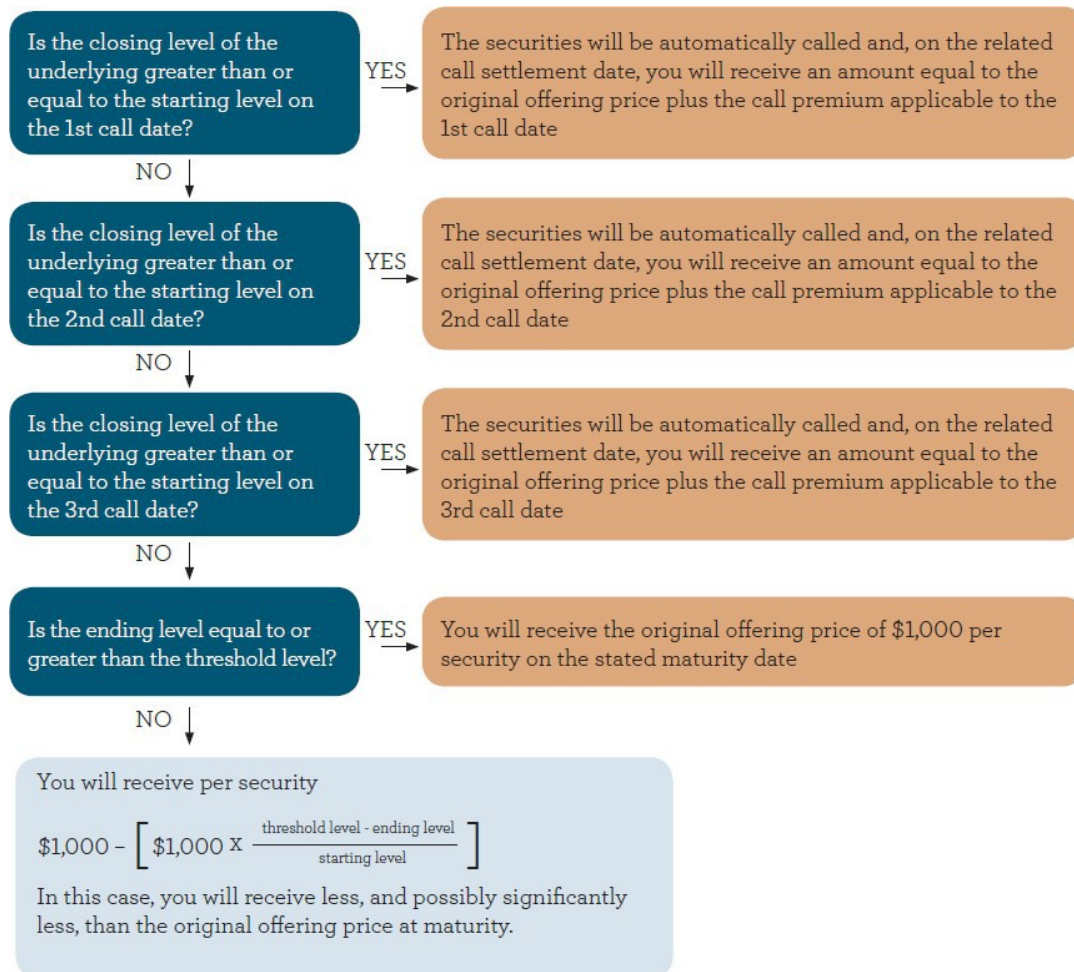 Is the closing level of the
underlying greater than or
equal to the starting level on
the 1st call date?
YES
The securities will be automatically called and, on the related
call settlement date, you will receive an amount equal to the
original offering price plus the call premium applicable to the
1st call date
NO
Is the closing level of the
underlying greater than or
equal to the starting level on
the 2nd call date?
YES
The securities will be automatically called and, on the related
call settlement date, you will receive an amount equal to the
original offering price plus the call premium applicable to the
2nd call date
NO
Is the closing level of the
underlying greater than or
equal to the starting level on
the 3rd call date?
YES
The securities will be automatically called and, on the related
call settlement date, you will receive an amount equal to the
original offering price plus the call premium applicable to the
3rd call date
NO
Is the ending level equal to or
greater than the threshold level?
YES
You will receive the original offering price of $1,000 per
security on the stated maturity date
NO
You will receive per security
$1,000 – [ $1,000 x threshold level - ending level
starting level ]
In this case, you will receive less, and possibly significantly
less, than the original offering price at maturity.